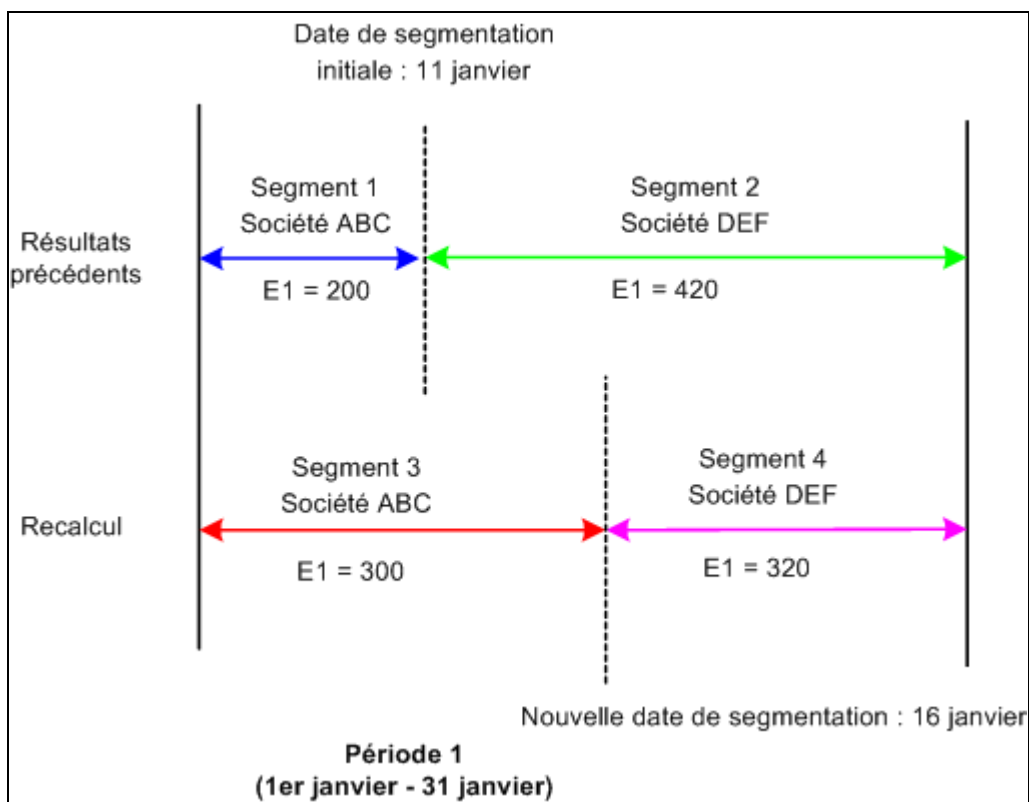 Date de segmentation
initiale : 11 janvier
Segment 1
Société ABC
Segment 2
Société DEF
Résultats
précédents
E1 = 200
E1 = 420
Segment 3
Société ABC
Segment 4
Société DEF
Recalcul
E1 = 300
E1 = 320
Nouvelle date de segmentation : 16 janvier
Période 1
(1er janvier - 31 janvier)